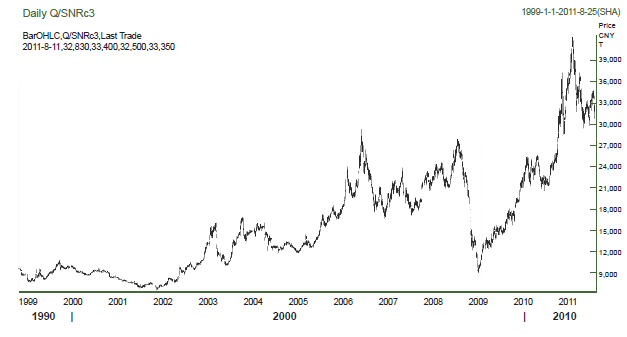 Daily Q/SNRc3
1999-1-1-2011-8-25(SHA)
Price
BarOHLC,Q/SNRc3,Last Trade
CNY
2011-8-11,32,830,33,400,32,500,33,350
T
39,000
36,000
33,000
30,000
27,000
24,000
21,000
18,000
15,000
12,000
9,000
1999 2000 2001 2002 2003 2004 2005 2006 2007 2008 2009 2010 2011
1990 | 2000 | 2010